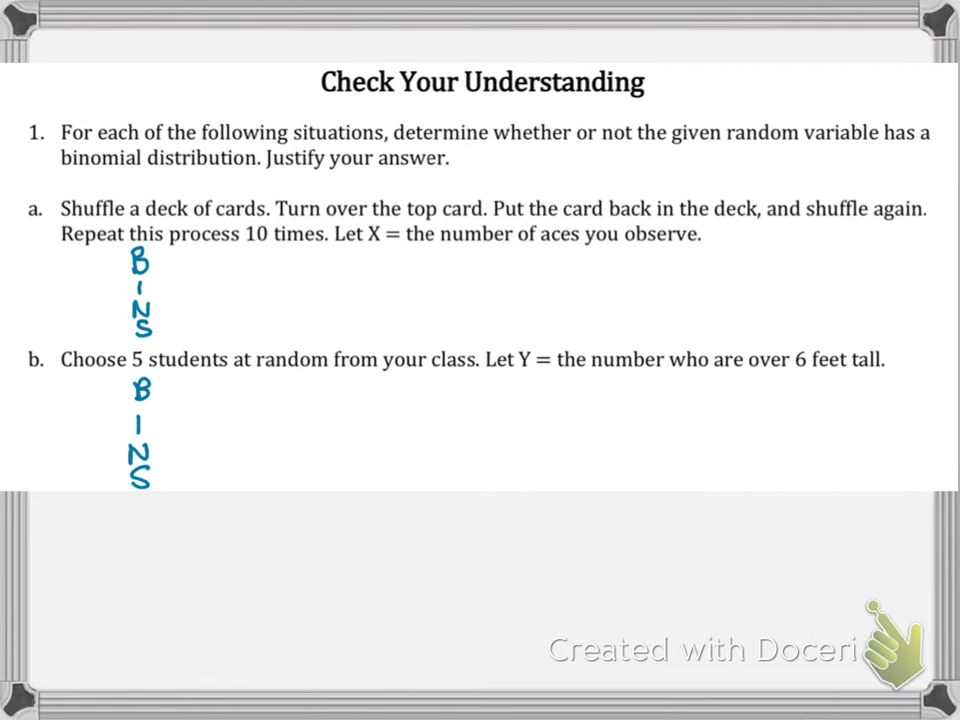 Check Your Understanding
1. For each of the following situations, determine whether or not the given random variable has a
binomial distribution. Justify your answer.
a. Shuffle a deck of cards. Turn over the top card. Put the card back in the deck, and shuffle again.
Repeat this process 10 times. Let X = the number of aces you observe.
B
I
N
S
b. Choose 5 students at random from your class. Let Y = the number who are over 6 feet tall.
B
I
N
S
Created with Doceri